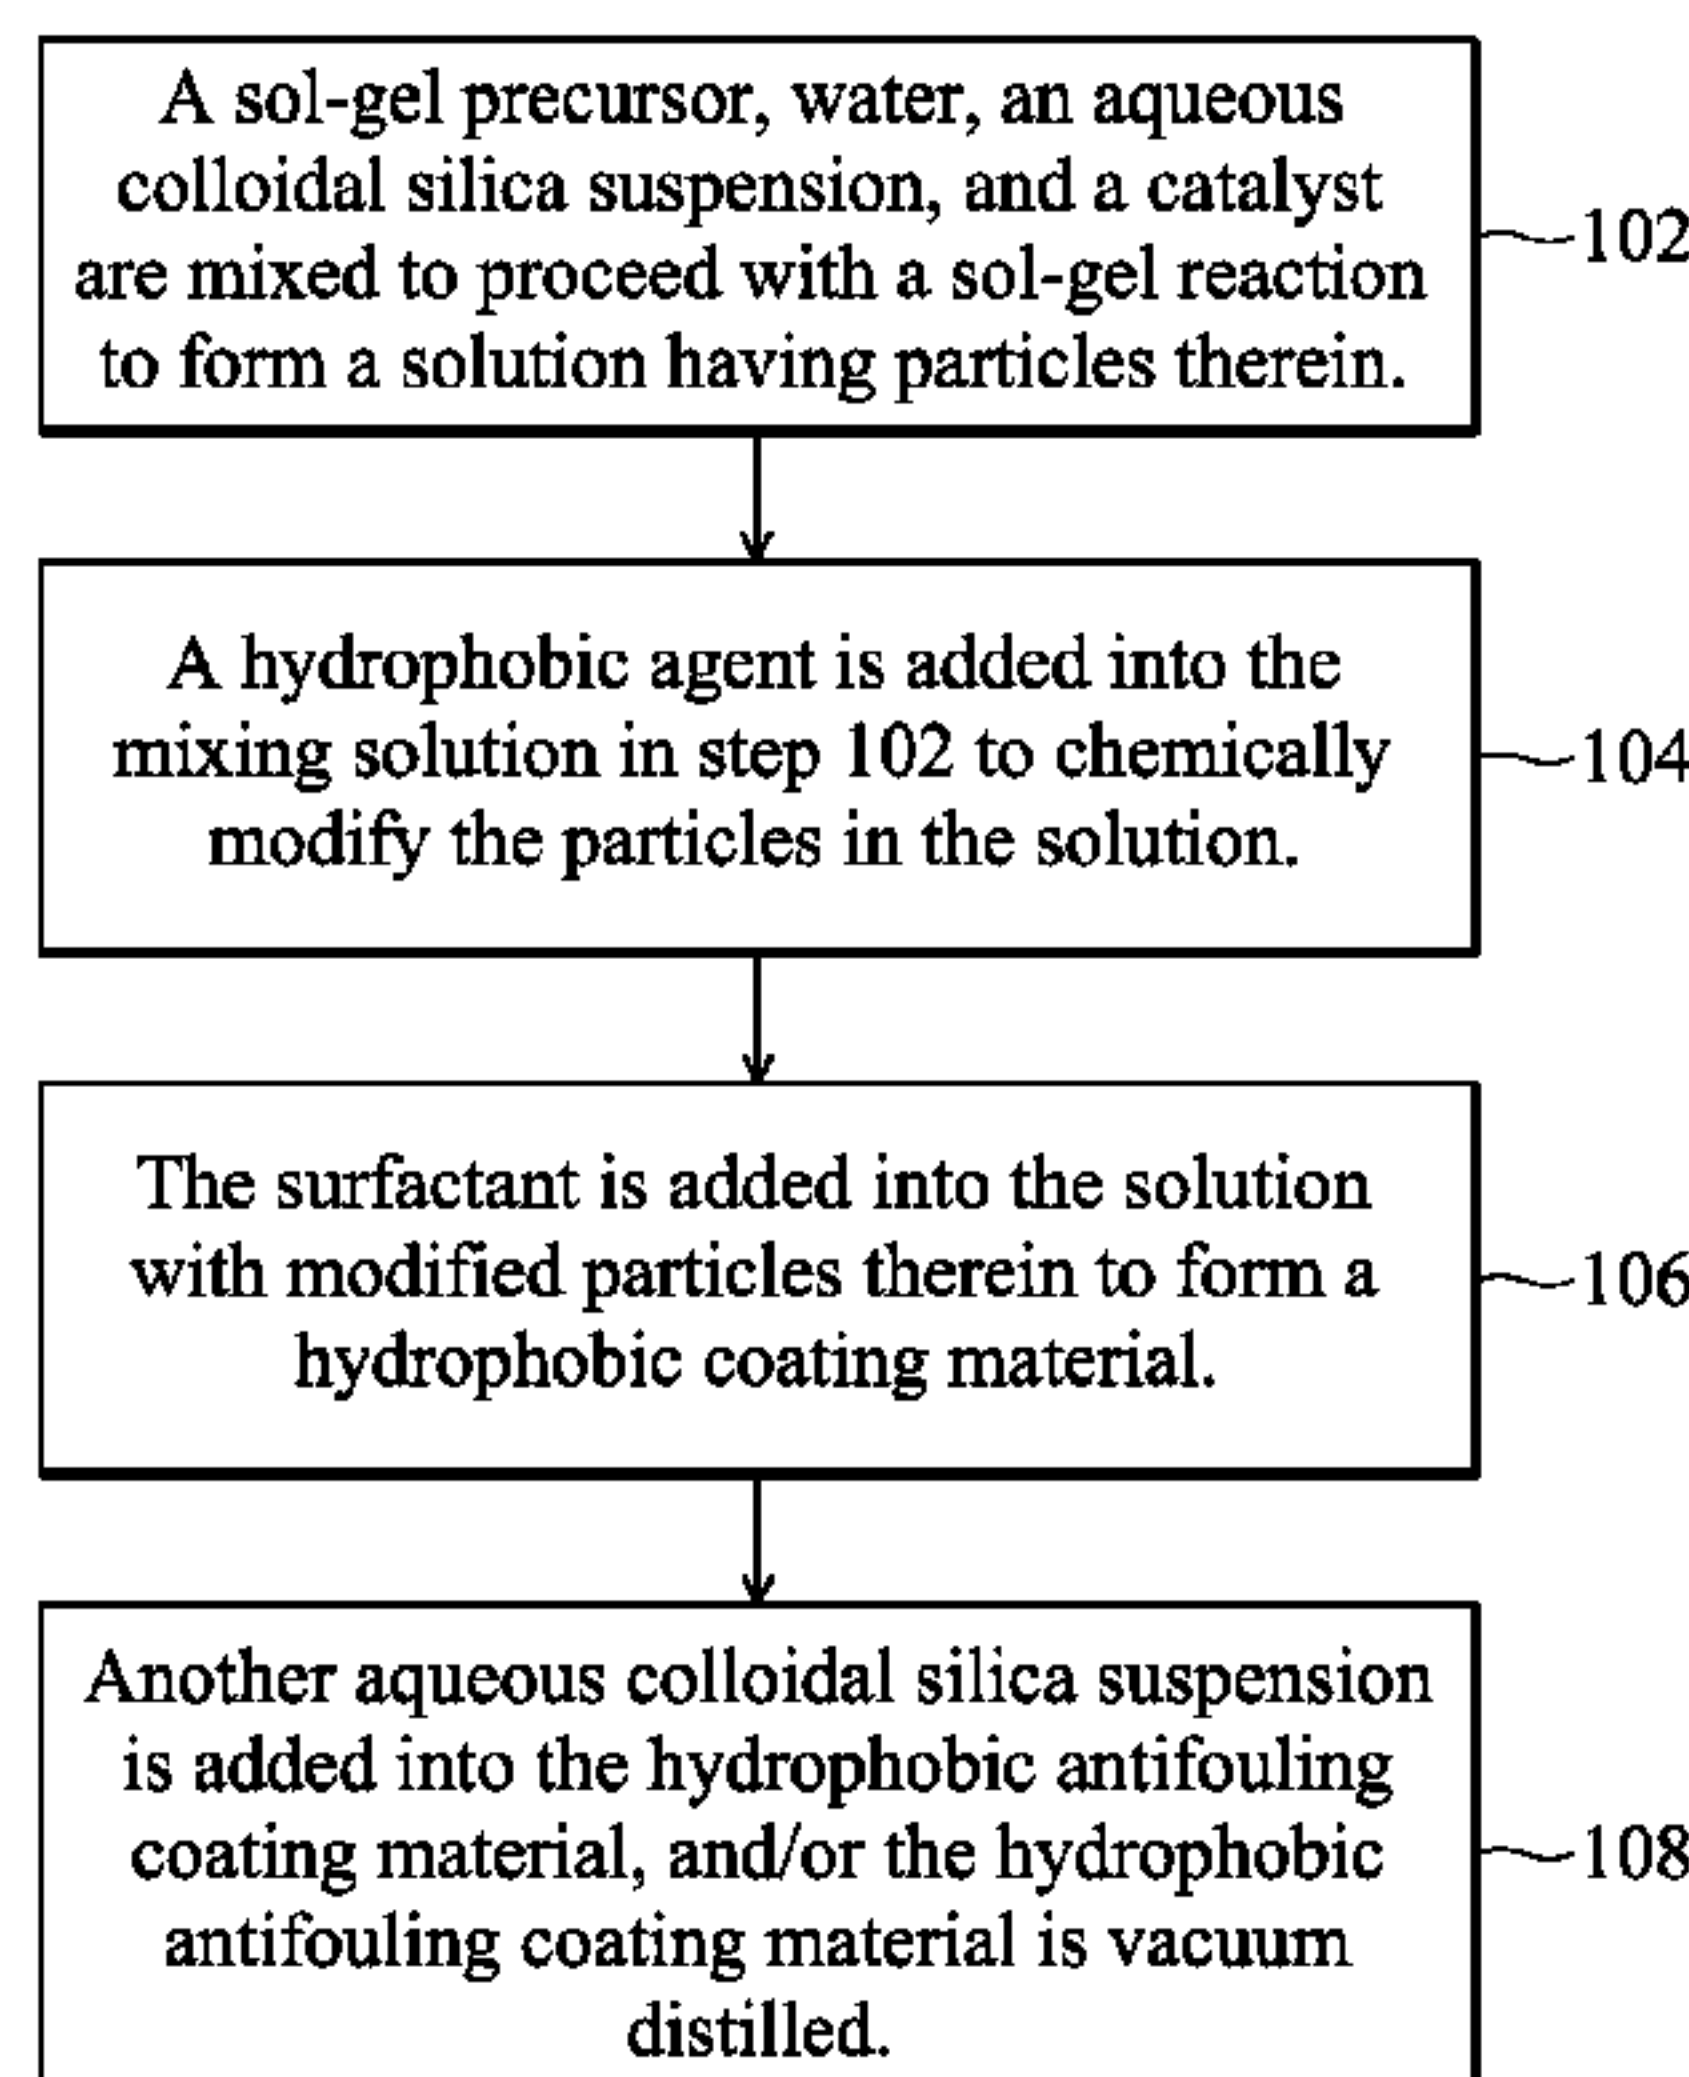 A sol-gel precursor, water, an aqueous
colloidal silica suspension, and a catalyst
are mixed to proceed with a sol-gel reaction
to form a solution having particles therein.
102
A hydrophobic agent is added into the
mixing solution in step 102 to chemically
modify the particles in the solution.
104
The surfactant is added into the solution
with modified particles therein to form a
hydrophobic coating material.
106
Another aqueous colloidal silica suspension
is added into the hydrophobic antifouling
coating material, and/or the hydrophobic
antifouling coating material is vacuum
distilled.
108